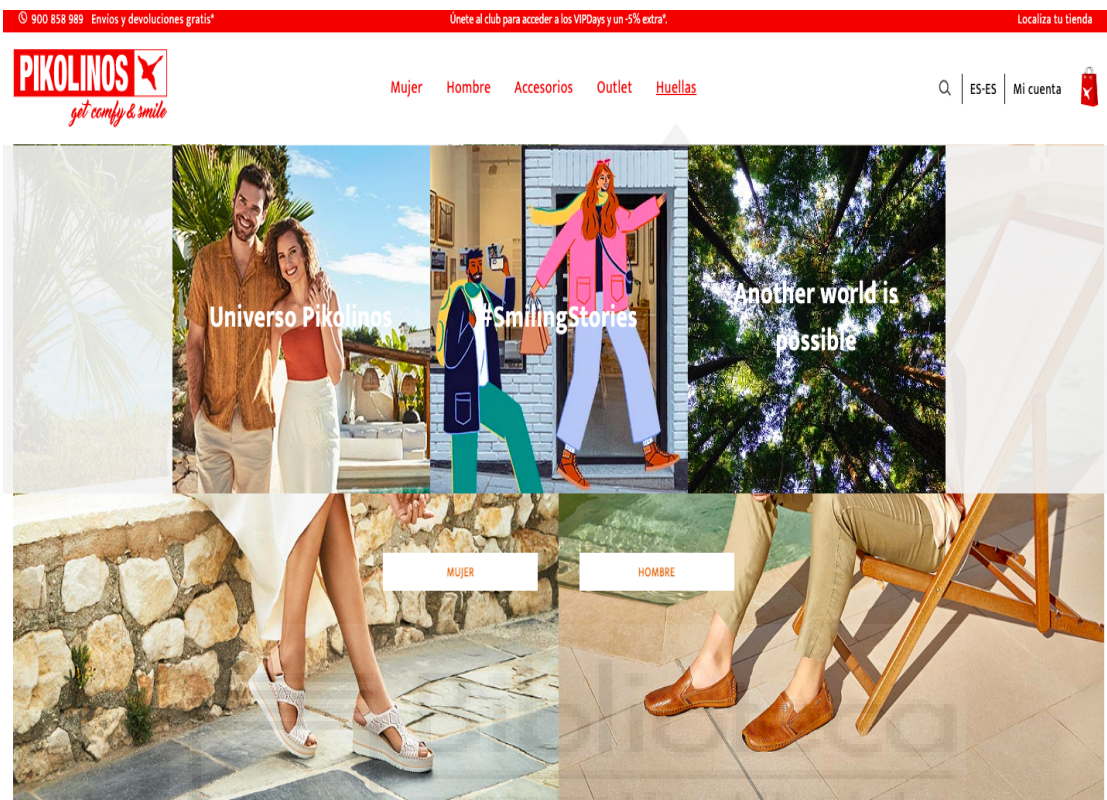 900 858 989 Envíos y devoluciones gratis*
Únete al club para acceder a los VIPDays y un -5% extra*.
Localiza tu tienda
PIKOLINOS
get comfy & smile
Mujer Hombre Accesorios Outlet Huellas
ES-ES Mi cuenta
Universo Pikolinos
#SmilingStories
Another world is
possible
MUJER
HOMBRE